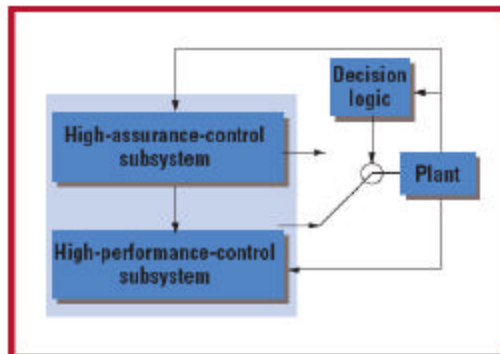 Decision
logic
High-assurance-control
subsystem
Plant
High-performance-control
subsystem